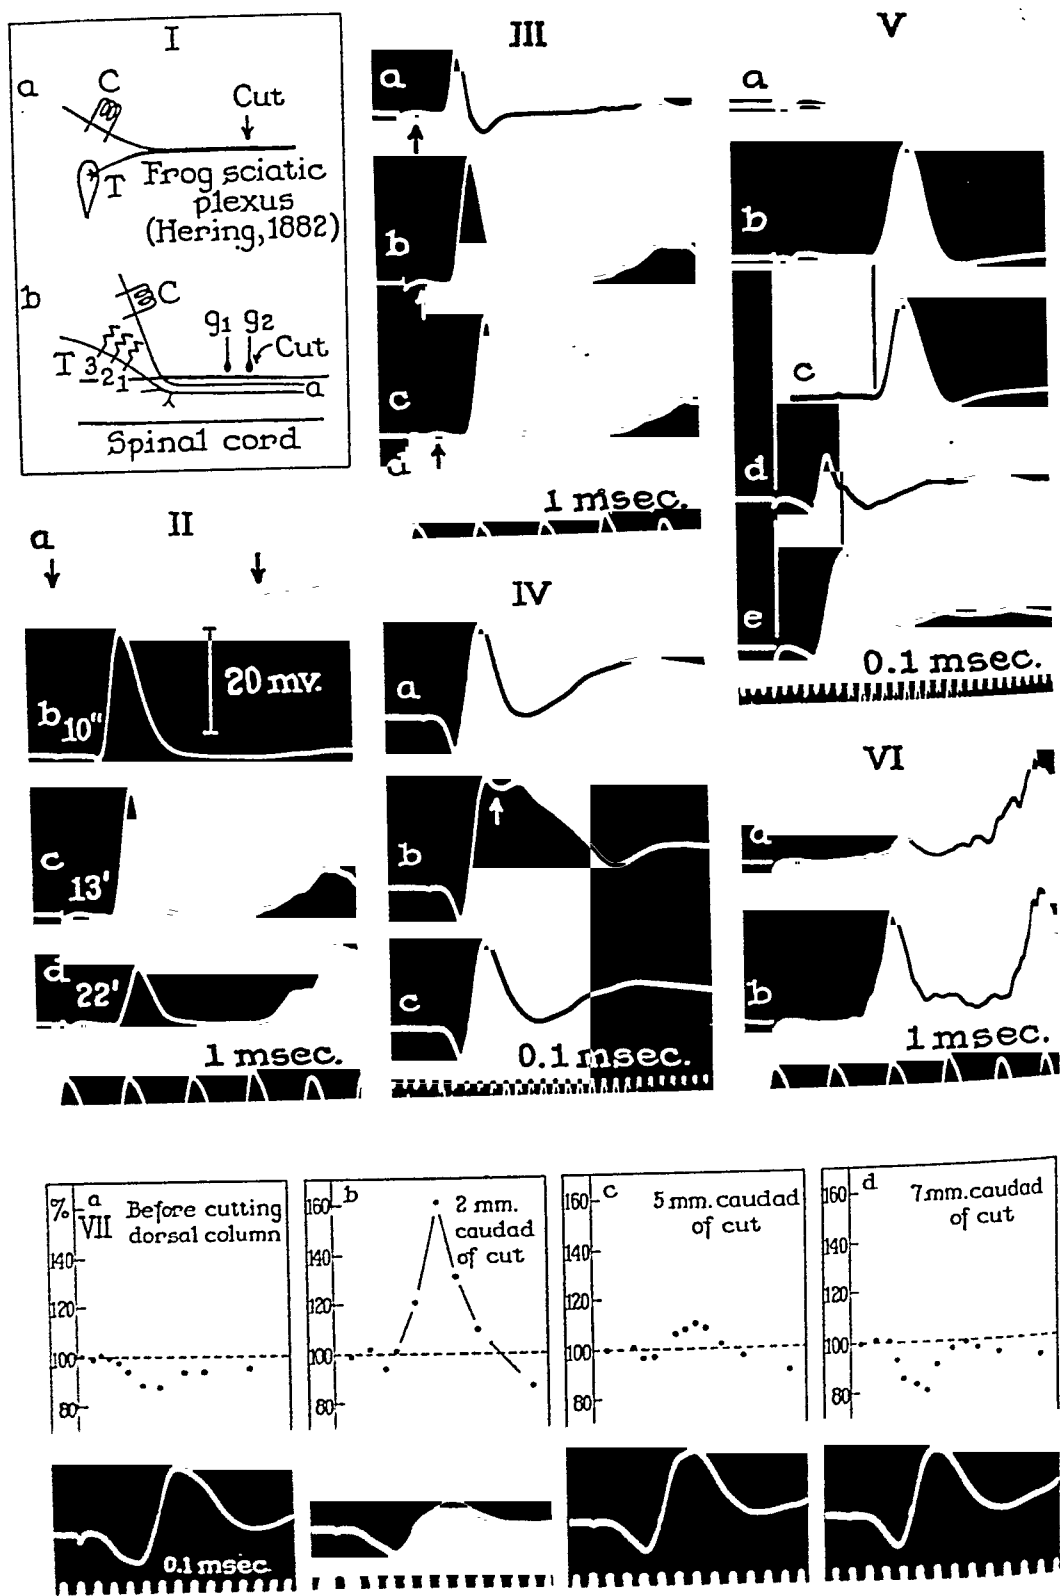 I
a
C
Cut
T
Frog sciatic
plexus
(Hering, 1882)
b
C
g1 g2
Cut
T 3 2 1
a
Spinal cord
II
a
b 10"
20 mv.
c 13'
d 22'
1 msec.
III
a
b
c
d
1 msec.
IV
a
b
c
0.1 msec.
V
a
b
c
d
e
0.1 msec.
VI
a
b
1 msec.
% a
VII
Before cutting
dorsal column
140
120
100
80
0.1 msec.
b
160
2 mm.
caudad
of cut
140
120
100
80
c
160
5 mm. caudad
of cut
140
120
100
80
d
160
7 mm. caudad
of cut
140
120
100
80